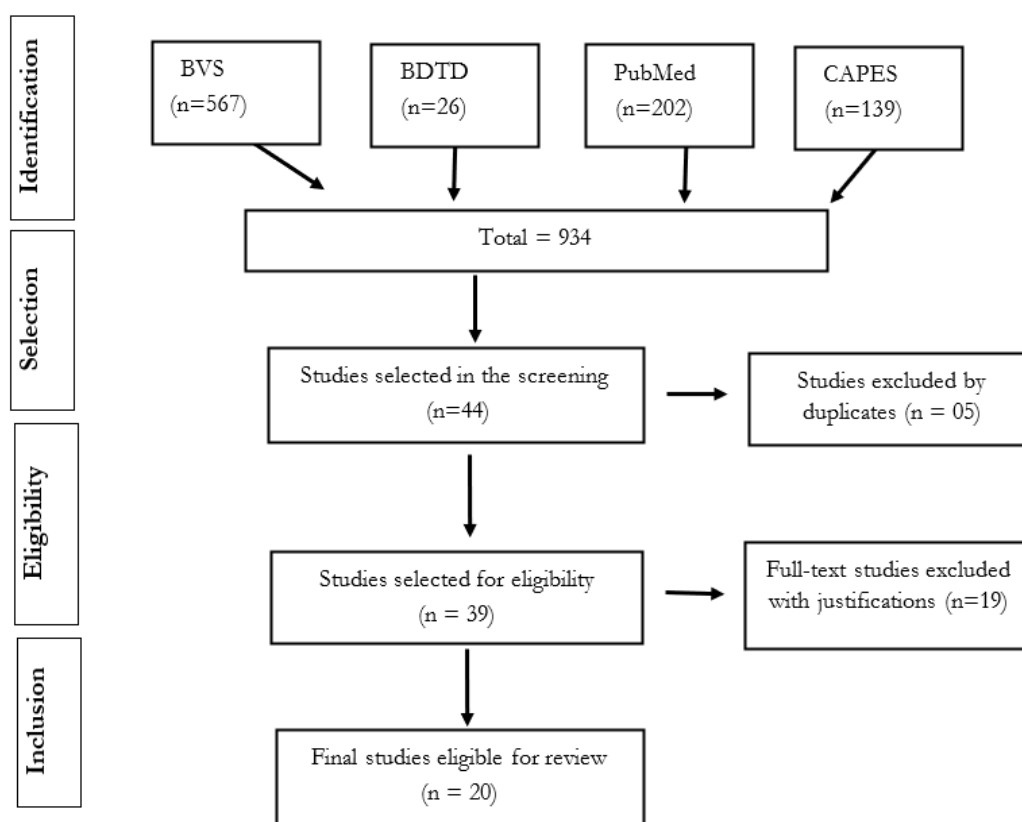 Identification
BVS
(n=567)
BDTD
(n=26)
PubMed
(n=202)
CAPES
(n=139)
Total = 934
Selection
Studies selected in the screening
(n=44)
Studies excluded by
duplicates (n = 05)
Eligibility
Studies selected for eligibility
(n = 39)
Full-text studies excluded
with justifications (n=19)
Inclusion
Final studies eligible for review
(n = 20)